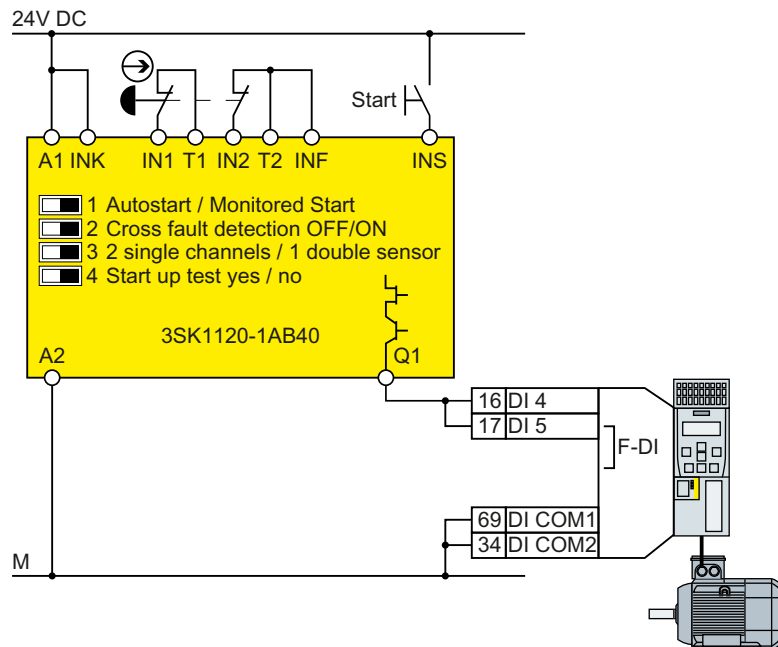 24V DC
Start
A1 INK IN1 T1 IN2 T2 INF INS
1 Autostart / Monitored Start
2 Cross fault detection OFF/ON
3 2 single channels / 1 double sensor
4 Start up test yes / no
3SK1120-1AB40
A2 Q1
16 DI 4
17 DI 5
F-DI
69 DI COM1
34 DI COM2
M